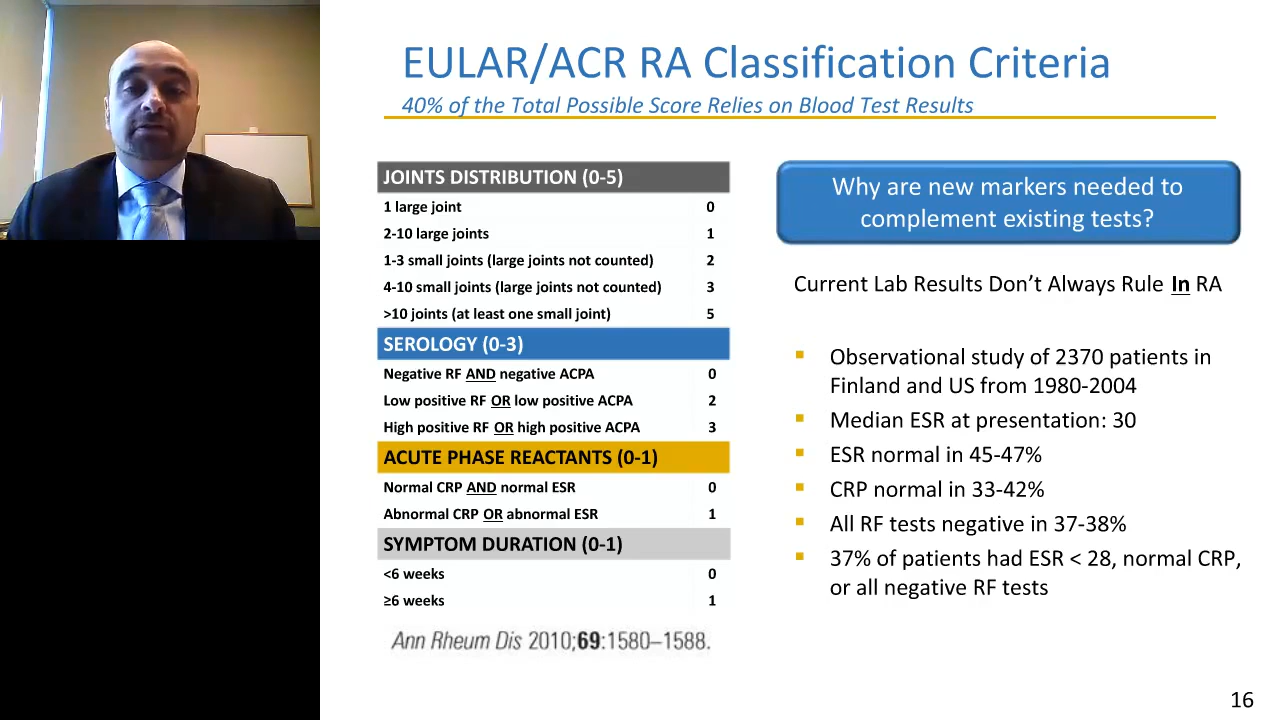 EULAR/ACR RA Classification Criteria
40% of the Total Possible Score Relies on Blood Test Results
JOINTS DISTRIBUTION (0-5)
1 large joint 0
2-10 large joints 1
1-3 small joints (large joints not counted) 2
4-10 small joints (large joints not counted) 3
>10 joints (at least one small joint) 5
SEROLOGY (0-3)
Negative RF AND negative ACPA 0
Low positive RF OR low positive ACPA 2
High positive RF OR high positive ACPA 3
ACUTE PHASE REACTANTS (0-1)
Normal CRP AND normal ESR 0
Abnormal CRP OR abnormal ESR 1
SYMPTOM DURATION (0-1)
<6 weeks 0
≥6 weeks 1
Ann Rheum Dis 2010;69:1580–1588.
Why are new markers needed to
complement existing tests?
Current Lab Results Don't Always Rule In RA
Observational study of 2370 patients in
Finland and US from 1980-2004
Median ESR at presentation: 30
ESR normal in 45-47%
CRP normal in 33-42%
All RF tests negative in 37-38%
37% of patients had ESR < 28, normal CRP,
or all negative RF tests
16